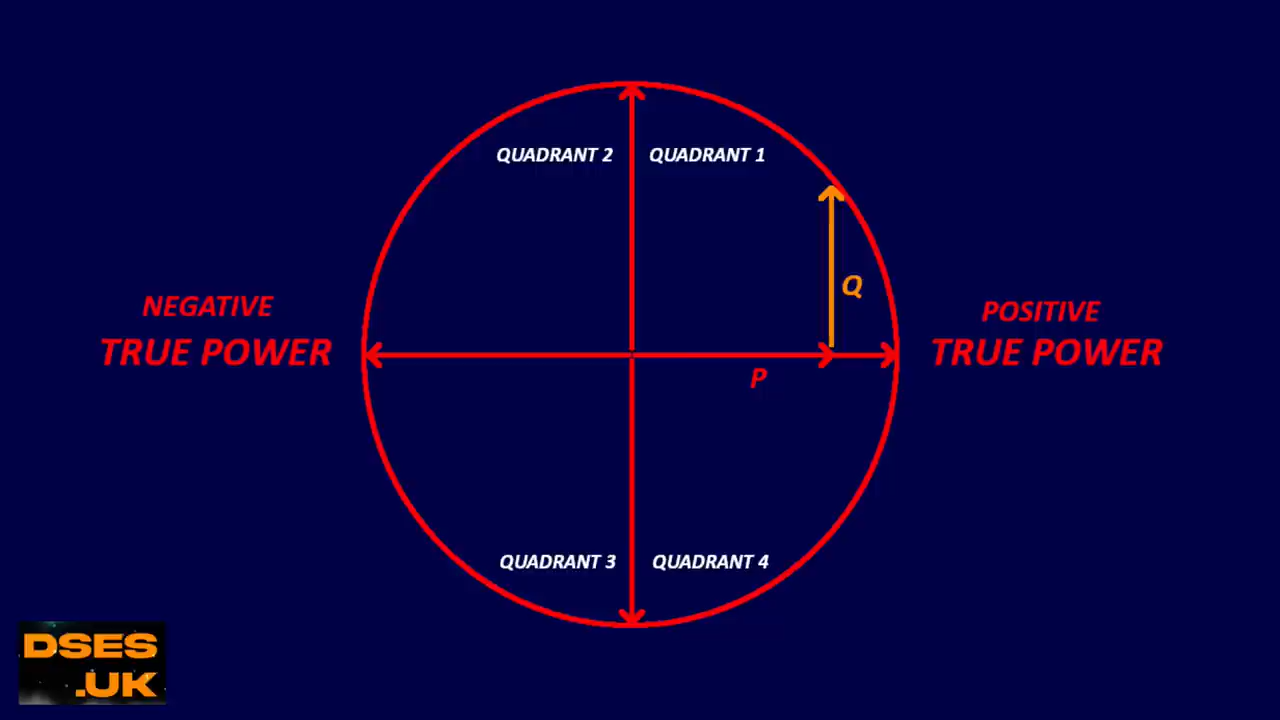 QUADRANT 2
QUADRANT 1
Q
NEGATIVE
TRUE POWER
POSITIVE
TRUE POWER
P
QUADRANT 3
QUADRANT 4
DSES
.UK